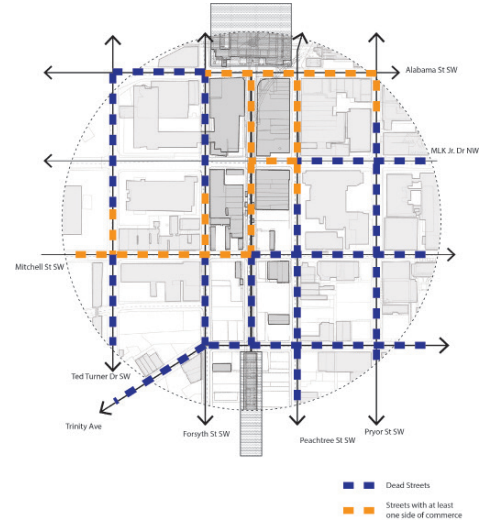 Alabama St SW
MLK Jr. Dr NW
Mitchell St SW
Ted Turner Dr SW
Trinity Ave
Forsyth St SW
Peachtree St SW
Pryor St SW
Dead Streets
Streets with at least
one side of commerce